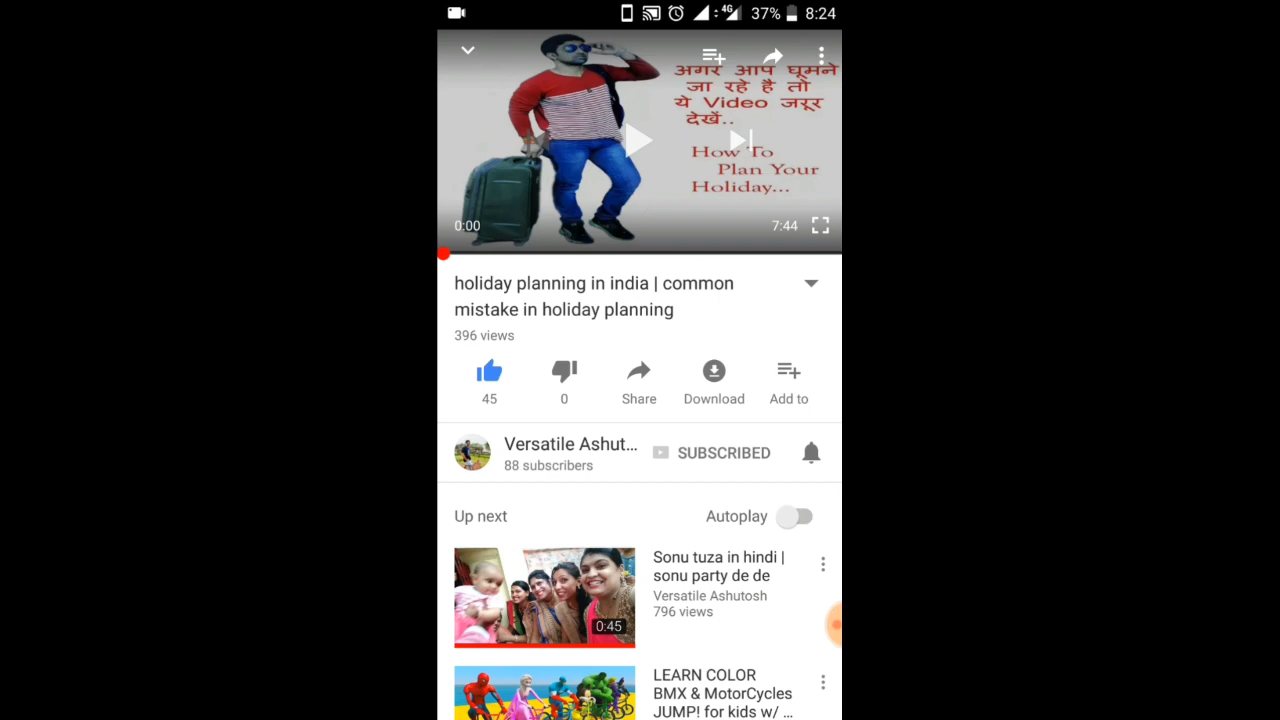 4G 37% 8:24
अगर आप घूमने
जा रहे है तो
ये Video जरूर
देखें..
How To
Plan Your
Holiday...
0:00 7:44
holiday planning in india | common
mistake in holiday planning
396 views
45 0 Share Download Add to
Versatile Ashut... SUBSCRIBED
88 subscribers
Up next Autoplay
Sonu tuza in hindi |
sonu party de de
Versatile Ashutosh
796 views
0:45
LEARN COLOR
BMX & MotorCycles
JUMP! for kids w/ ...